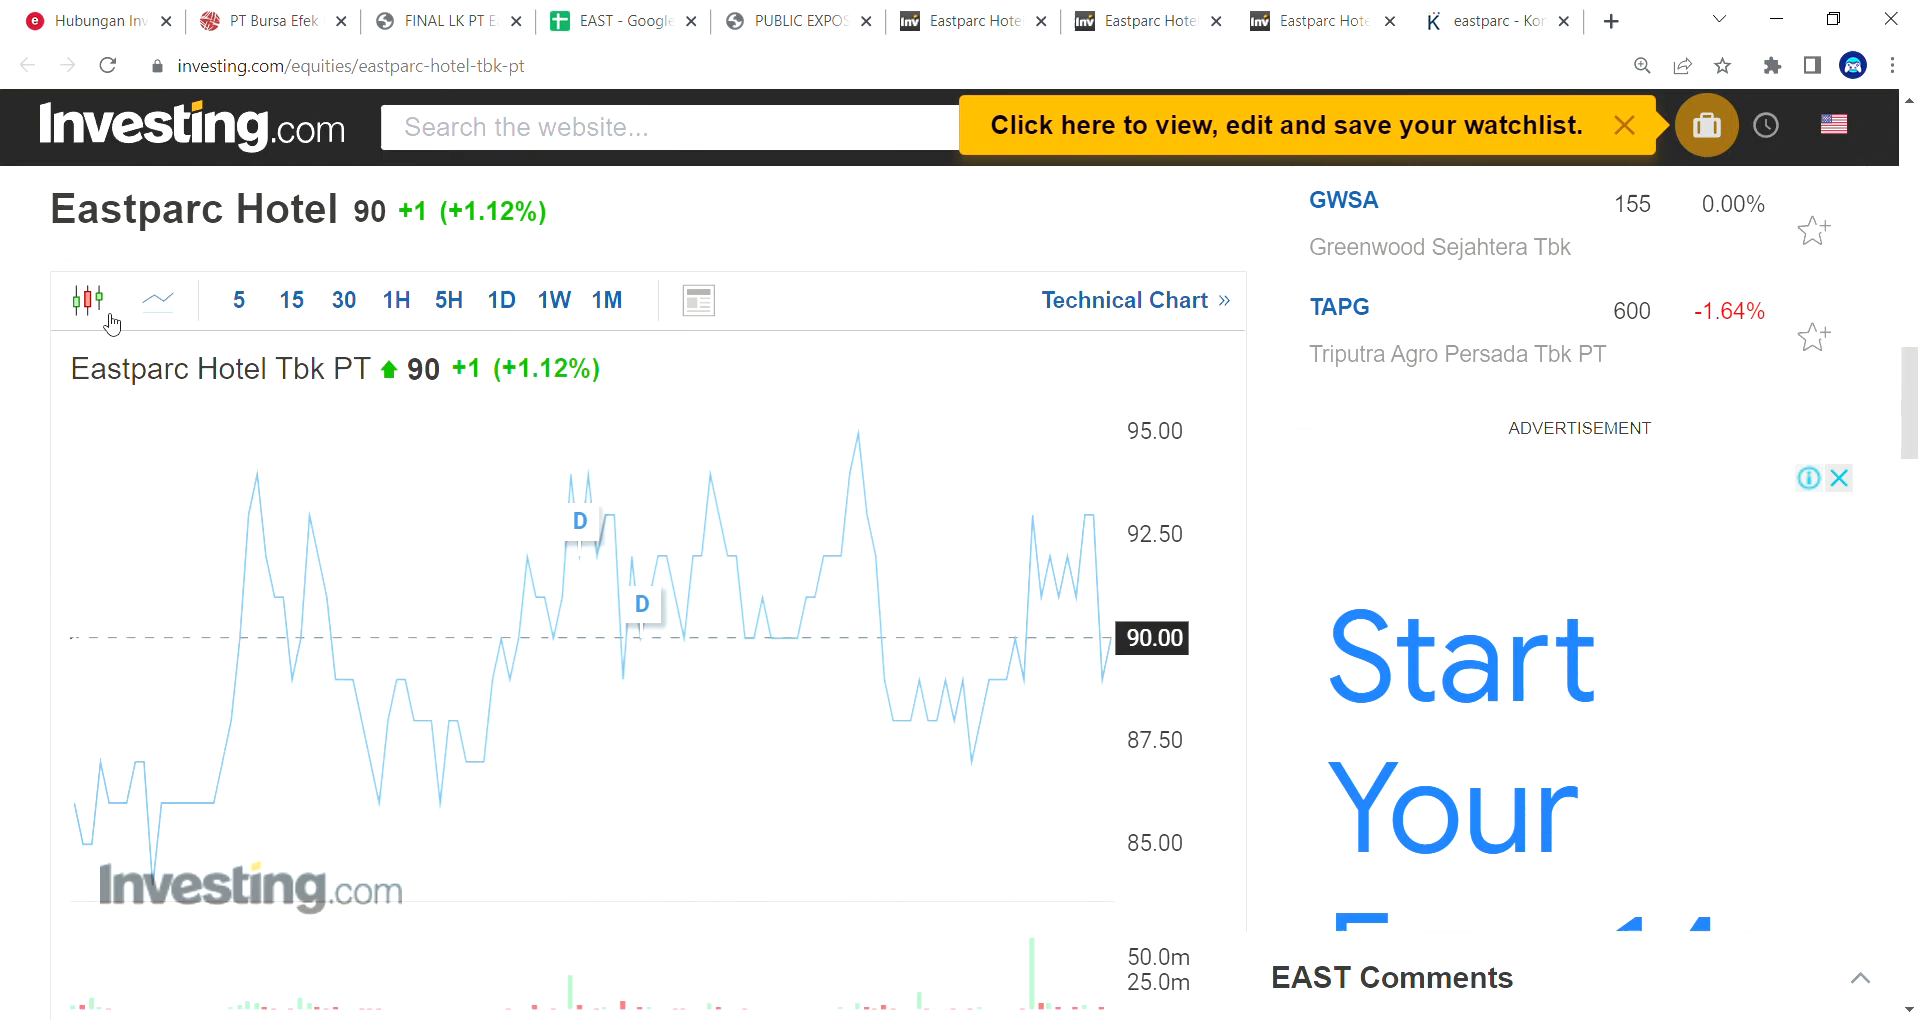 Hubungan Inv
PT Bursa Efek
FINAL LK PT E
EAST - Google
PUBLIC EXPOS
Eastparc Hote
Eastparc Hote
Eastparc Hote
eastparc - Kon
investing.com/equities/eastparc-hotel-tbk-pt
Investing.com
Search the website...
Click here to view, edit and save your watchlist.
Eastparc Hotel 90 +1 (+1.12%)
5 15 30 1H 5H 1D 1W 1M
Technical Chart »
Eastparc Hotel Tbk PT 90 +1 (+1.12%)
95.00
92.50
D
D
90.00
87.50
85.00
Investing.com
50.0m
25.0m
GWSA 155 0.00%
Greenwood Sejahtera Tbk
TAPG 600 -1.64%
Triputra Agro Persada Tbk PT
ADVERTISEMENT
Start
Your
EAST Comments